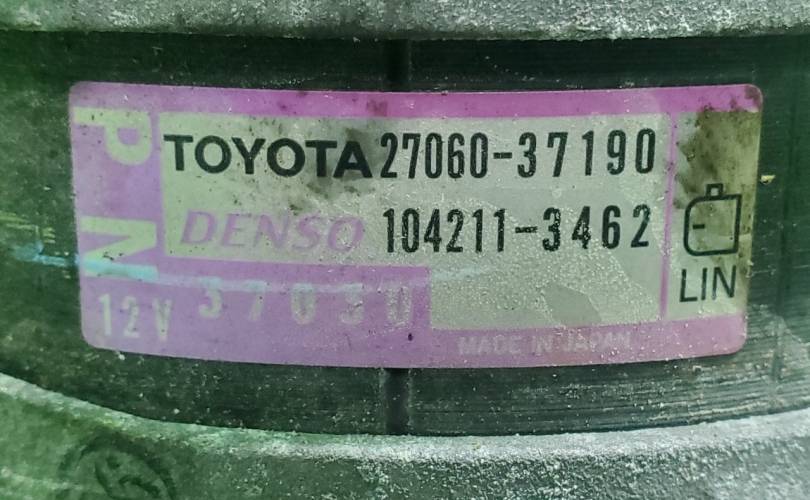 PN
TOYOTA 27060-37190
DENSO 104211-3462
LIN
12V 37030
MADE IN JAPAN